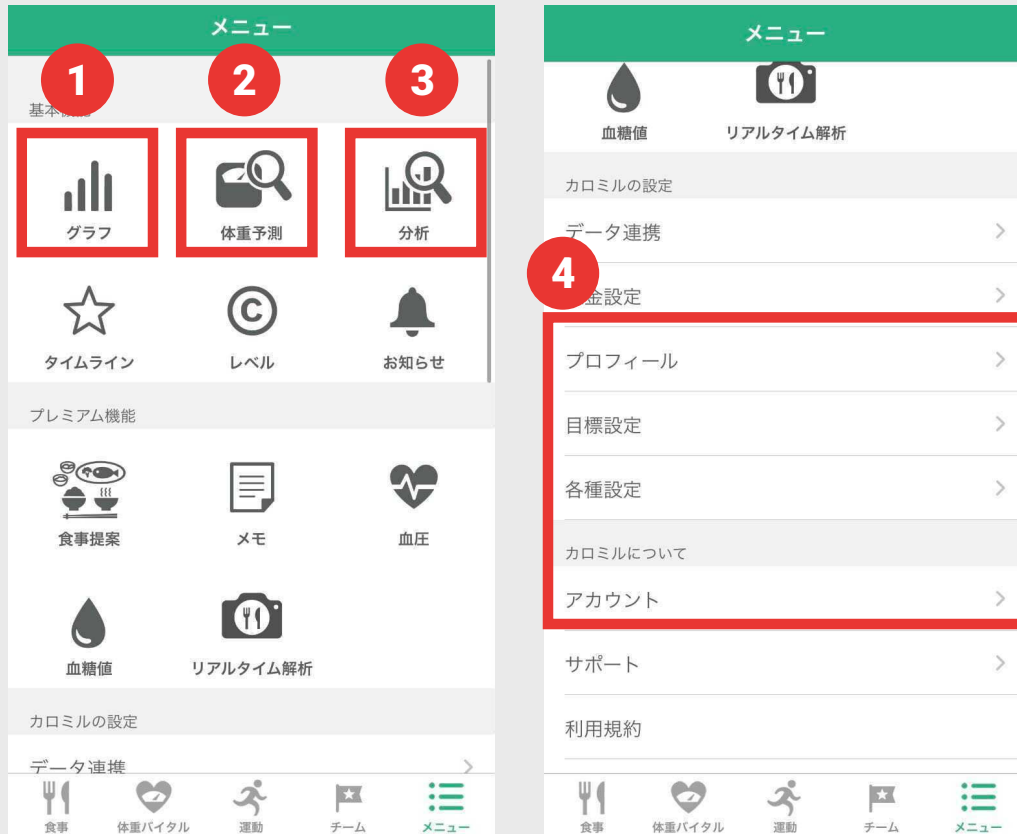 メニュー
1
2
3
基本
グラフ
体重予測
分析
タイムライン
レベル
お知らせ
プレミアム機能
食事提案
メモ
血圧
血糖値
リアルタイム解析
カロミルの設定
データ連携
食事
体重バイタル
運動
チーム
メニュー
メニュー
血糖値
リアルタイム解析
カロミルの設定
データ連携
4
金設定
プロフィール
目標設定
各種設定
カロミルについて
アカウント
サポート
利用規約
食事
体重バイタル
運動
チーム
メニュー